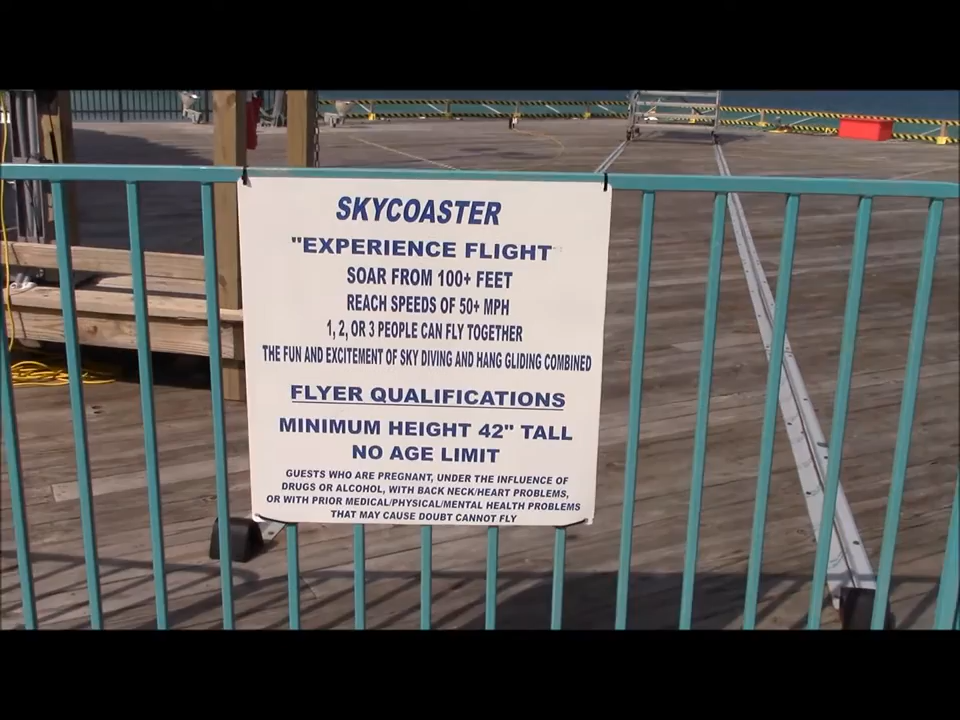 SKYCOASTER
"EXPERIENCE FLIGHT"
SOAR FROM 100+ FEET
REACH SPEEDS OF 50+ MPH
1, 2, OR 3 PEOPLE CAN FLY TOGETHER
THE FUN AND EXCITEMENT OF SKY DIVING AND HANG GLIDING COMBINED
FLYER QUALIFICATIONS
MINIMUM HEIGHT 42" TALL
NO AGE LIMIT
GUESTS WHO ARE PREGNANT, UNDER THE INFLUENCE OF
DRUGS OR ALCOHOL, WITH BACK NECK/HEART PROBLEMS,
OR WITH PRIOR MEDICAL/PHYSICAL/MENTAL HEALTH PROBLEMS
THAT MAY CAUSE DOUBT CANNOT FLY